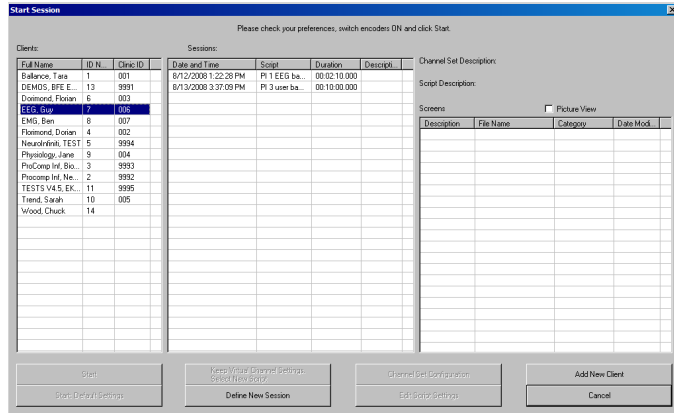 Start Session
Please check your preferences, switch encoders ON and click Start.
Clients:
Full Name ID N... Clinic ID
Ballance, Tara 1 001
DEMOS, BFE E... 13 9991
Dorimond, Florian 6 003
EEG, Guy 7 006
EMG, Ben 8 007
Florimond, Dorian 4 002
NeuroInfiniti, TEST 5 9994
Physiology, Jane 9 004
ProComp Inf, Bio... 3 9993
Procomp Inf, Ne... 2 9992
TESTS V4.5, EK... 11 9995
Trend, Sarah 10 005
Wood, Chuck 14
Sessions:
Date and Time Script Duration Descripti...
8/12/2008 1:22:28 PM PI 1 EEG ba... 00:02:10.000
8/13/2008 3:37:09 PM PI 3 user ba... 00:10:00.000
Channel Set Description:
Script Description:
Screens Picture View
Description File Name Category Date Modi...
Start
Keep Virtual Channel Settings,
Select New Script
Channel Set Configuration
Add New Client
Start: Default Settings
Define New Session
Edit Script Settings
Cancel